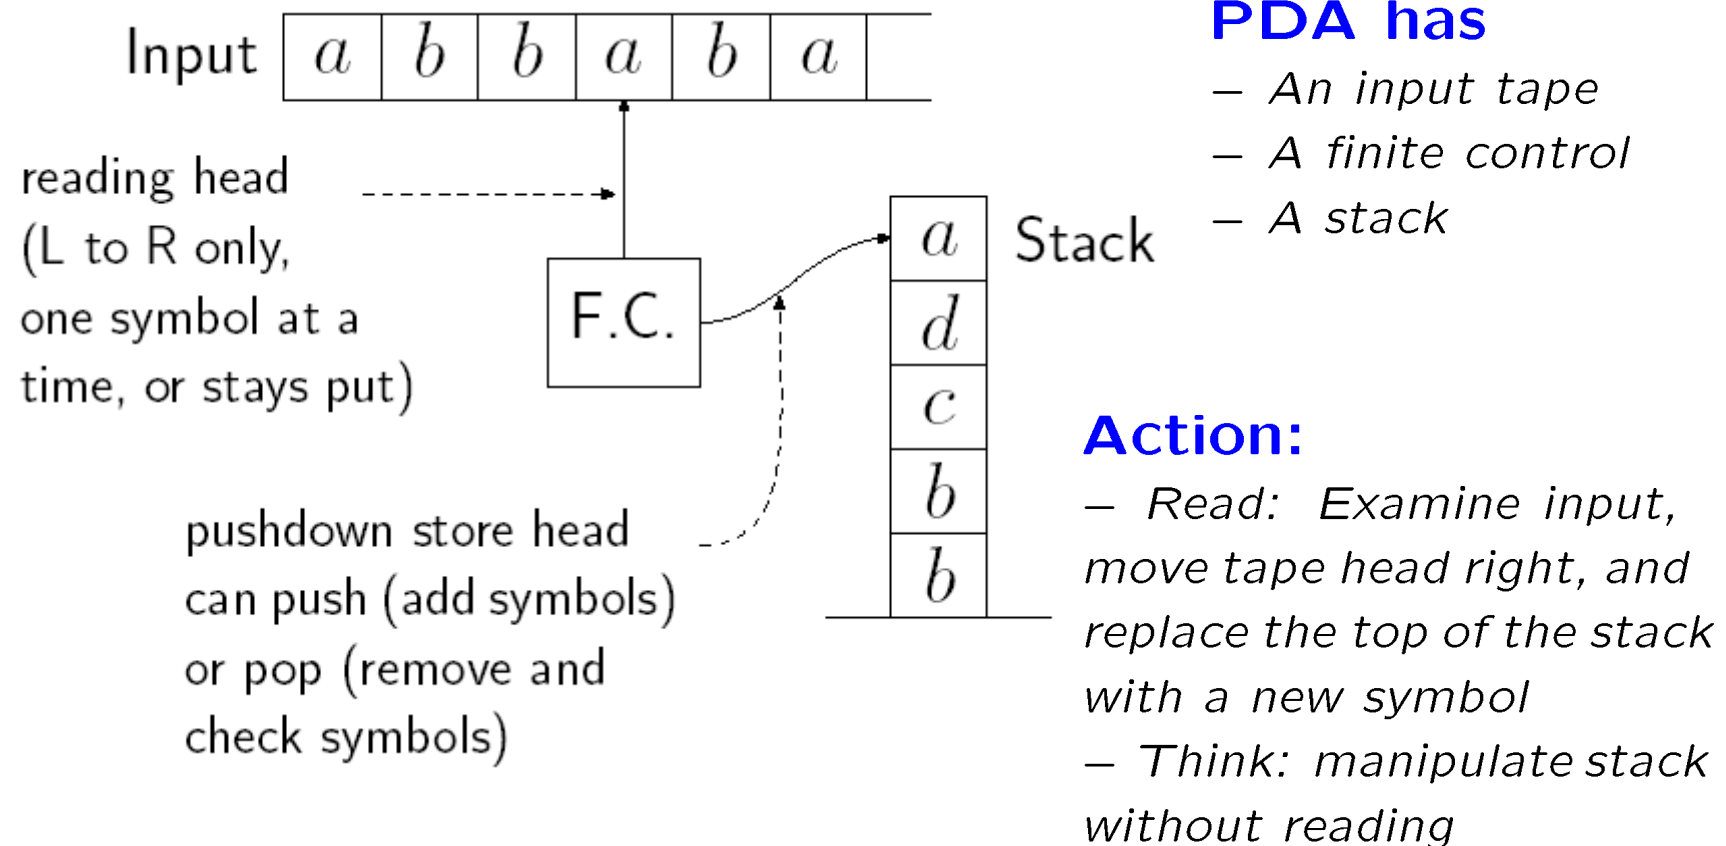 Input a b b a b a
reading head
(L to R only,
one symbol at a
time, or stays put)
F.C.
a
d
c
b
b
Stack
pushdown store head
can push (add symbols)
or pop (remove and
check symbols)
PDA has
– An input tape
– A finite control
– A stack
Action:
– Read: Examine input,
move tape head right, and
replace the top of the stack
with a new symbol
– Think: manipulate stack
without reading